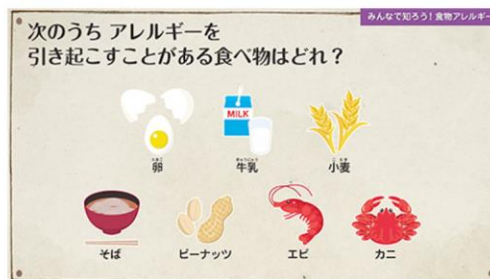 みんなで知ろう！食物アレルギー
次のうち アレルギーを
引き起こすことがある食べ物はどれ？
MILK
たまご
卵
ぎゅうにゅう
牛乳
こむぎ
小麦
そば
ピーナッツ
エビ
カニ